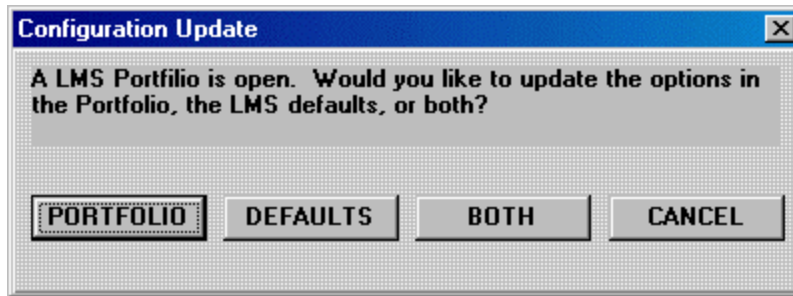 Configuration Update
A LMS Portfilio is open.  Would you like to update the options in
the Portfolio, the LMS defaults, or both?
PORTFOLIO DEFAULTS BOTH CANCEL